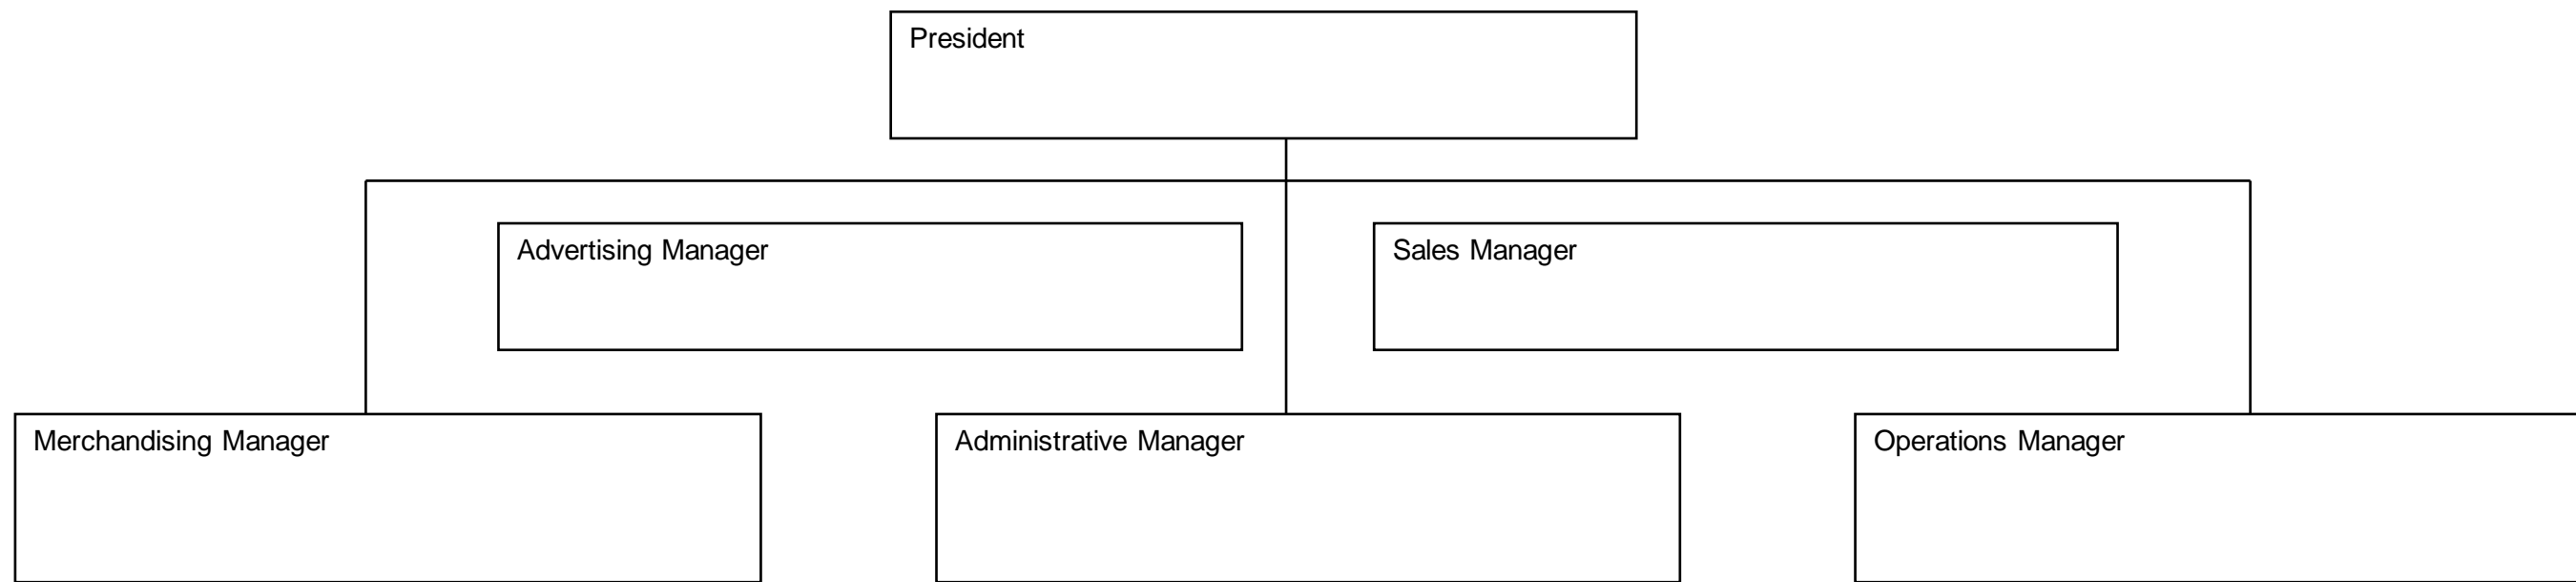 President
Advertising Manager
Sales Manager
Merchandising Manager
Administrative Manager
Operations Manager